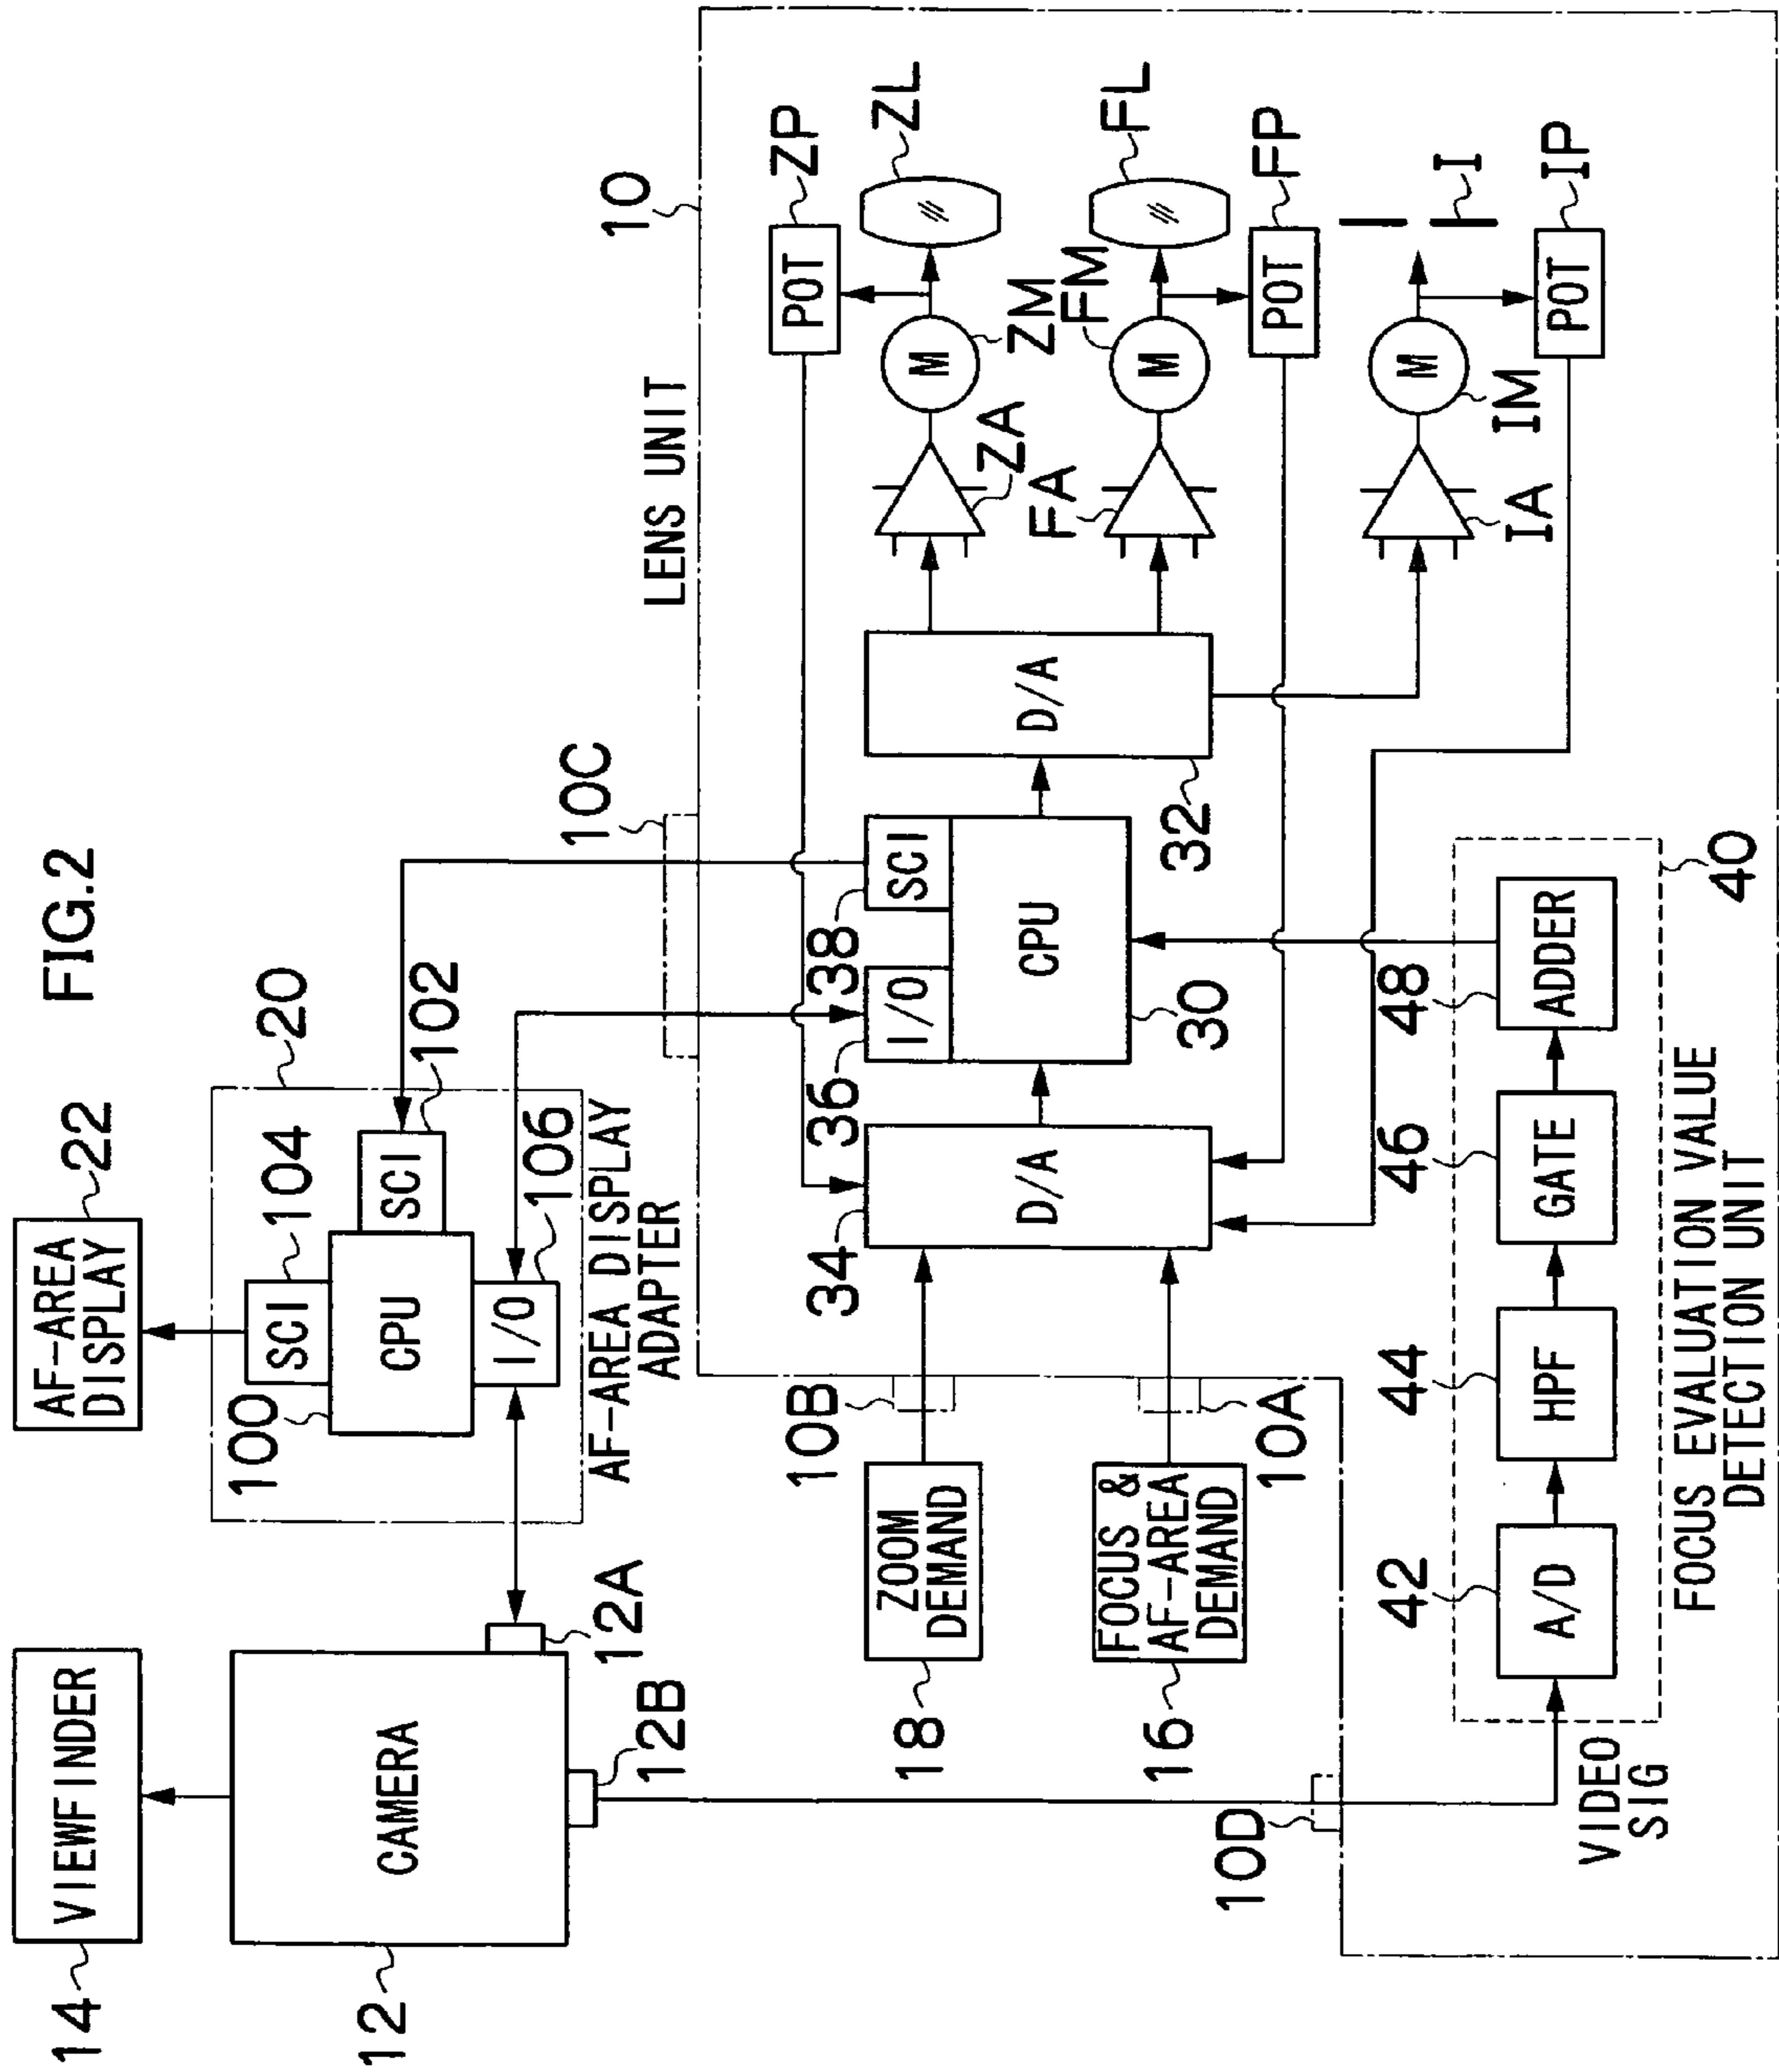 FIG.2
14
VIEWFINDER
12
CAMERA
12A
12B
22
AF-AREA
DISPLAY
20
104
SCI
100
CPU
SCI
102
I/O
106
AF-AREA DISPLAY
ADAPTER
LENS UNIT
10
10C
10B
ZOOM
DEMAND
18
10A
FOCUS &
AF-AREA
DEMAND
16
10D
34
D/A
36
I/O
38
SCI
CPU
30
D/A
32
POT
ZP
ZL
M
ZM
ZA
FL
FM
M
FA
POT
FP
I
M
IM
IA
POT
IP
VIDEO
SIG
42
A/D
44
HPF
46
GATE
48
ADDER
40
FOCUS EVALUATION VALUE
DETECTION UNIT